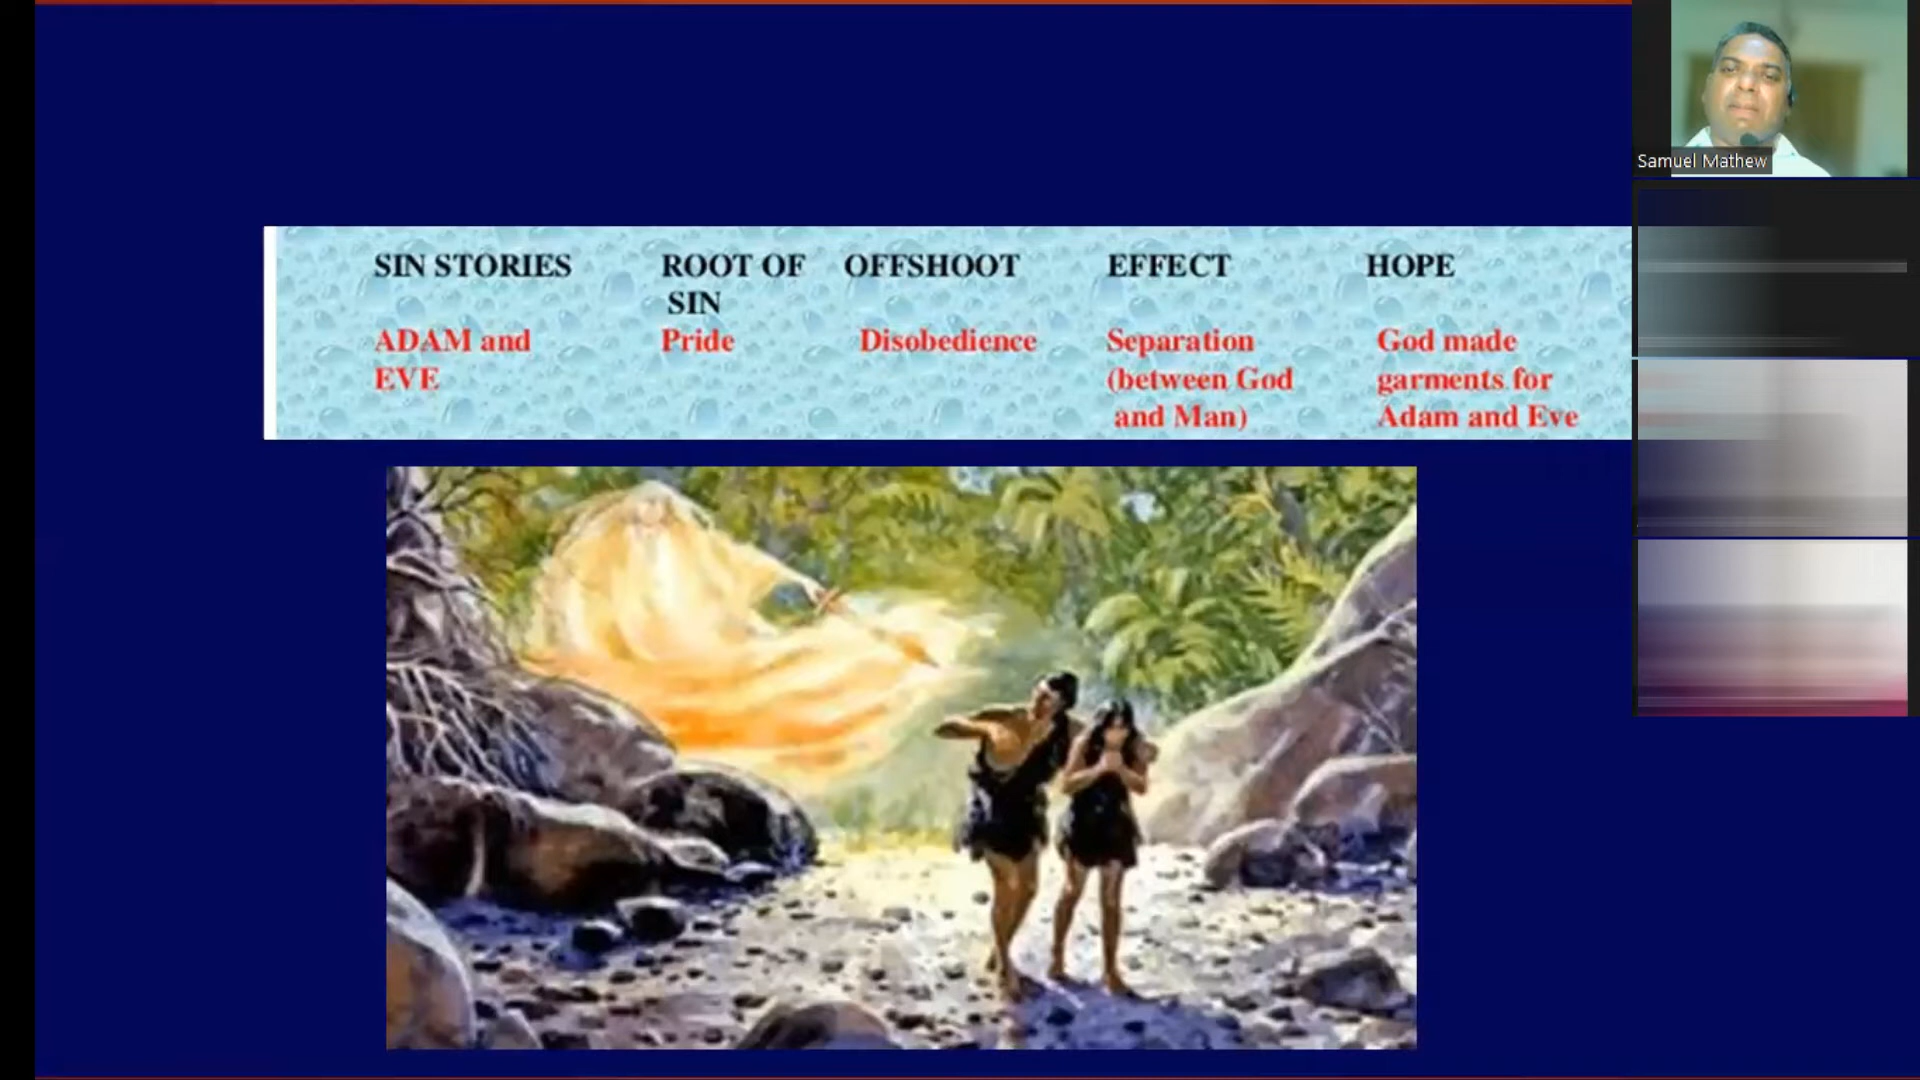 SIN STORIES ROOT OF OFFSHOOT EFFECT HOPE
SIN
ADAM and Pride Disobedience Separation God made
EVE (between God garments for
and Man) Adam and Eve
Samuel Mathew